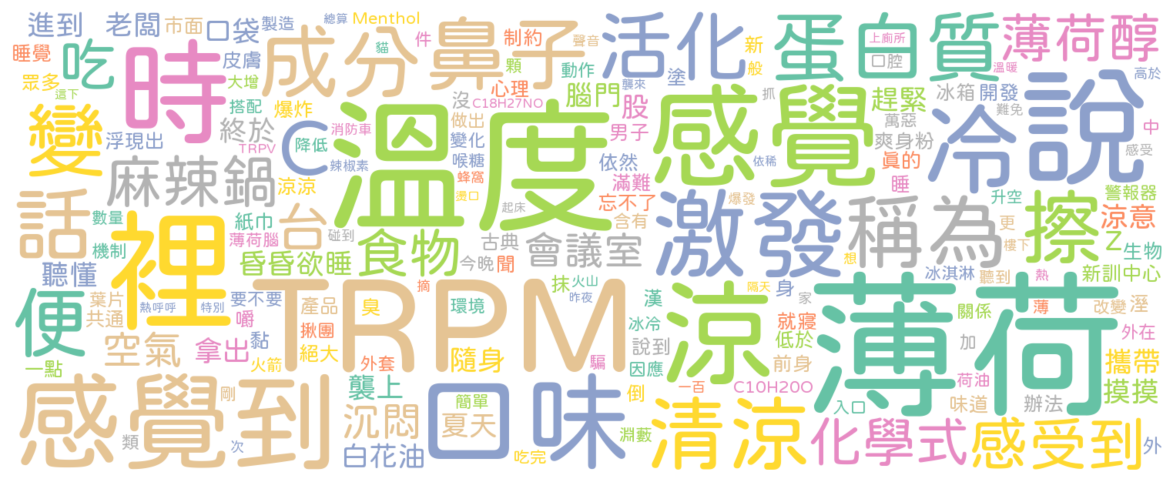 進到
老闆
市面
口袋
製造
總算
Menthol
貓
聲音
件
制約
新
上廁所
溫暖
高於
睡覺
吃
時
皮膚
成分
鼻子
顆
動作
活化
般
蛋白質
口腔
薄荷醇
眾多
這下
大增
心理
塗
襲來
冰箱
開發
難免
變
搭配
爆炸
沒
C18H27NO
腦門
股
抓
趕緊
中
浮現出
終於
消防車
TRPV
C
降低
做出
變化
男子
感覺
萬惡
爽身粉
冷
說
感受
麻辣鍋
辣椒素
溫度
喉糖
蜂窩
依然
依稀
真的
涼涼
燙口
滿難
睡
話
數量
裡
紙巾
台
碰到
食物
起床
忘不了
含有
激發
爆發
稱為
升空
更
擦
警報器
涼意
機制
薄荷腦
古典
會議室
樓下
Z
生物
聽懂
昏昏欲睡
今晚
聞
想
冰淇淋
聽到
熱
新訓中心
便
葉片
共通
熱呼呼
特別
要不要
產品
臭
TRPM
摘
環境
抹
火山
昨夜
漢
涼
隔天
身
家
薄荷
薄
關係
改變
溼
嚼
揪團
冰冷
就寢
外在
空氣
拿出
黏
火箭
絕大
外套
隨身
說到
低於
前身
加
攜帶
一點
因應
騙
感覺到
剛
襲上
簡單
口味
倒
一百
C10H20O
荷油
摸摸
沉悶
夏天
淵藪
清涼
入口
味道
辦法
類
次
白花油
吃完
化學式
感受到
外